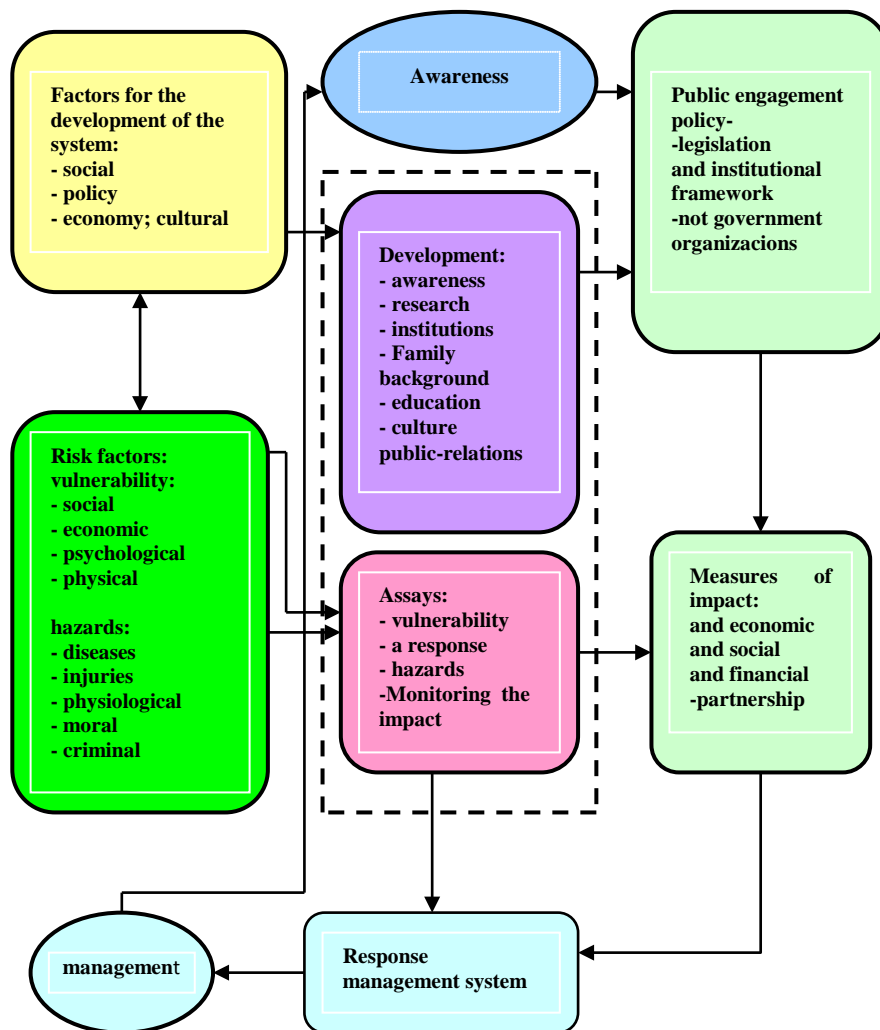 Factors for the
development of the
system:
- social
- policy
- economy; cultural
Awareness
Public engagement
policy-
-legislation
and institutional
framework
-not government
organizacions
Development:
- awareness
- research
- institutions
- Family
background
- education
- culture
public-relations
Risk factors:
vulnerability:
- social
- economic
- psychological
- physical
hazards:
- diseases
- injuries
- physiological
- moral
- criminal
Assays:
- vulnerability
- a response
- hazards
-Monitoring the
impact
Measures of
impact:
and economic
and social
and financial
-partnership
management
Response
management system